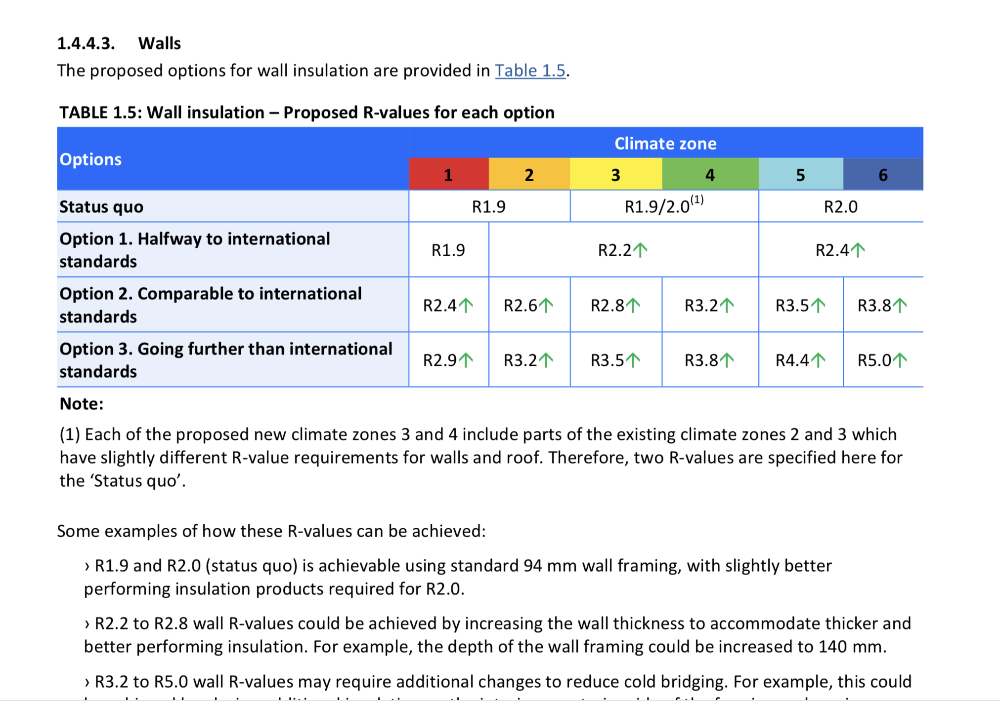 1.4.4.3. Walls
The proposed options for wall insulation are provided in Table 1.5.
TABLE 1.5: Wall insulation – Proposed R-values for each option
Options
Climate zone
1 2 3 4 5 6
Status quo R1.9 R1.9/2.0(1) R2.0
Option 1. Halfway to international
standards
R1.9 R2.2↑ R2.4↑
Option 2. Comparable to international
standards
R2.4↑ R2.6↑ R2.8↑ R3.2↑ R3.5↑ R3.8↑
Option 3. Going further than international
standards
R2.9↑ R3.2↑ R3.5↑ R3.8↑ R4.4↑ R5.0↑
Note:
(1) Each of the proposed new climate zones 3 and 4 include parts of the existing climate zones 2 and 3 which
have slightly different R-value requirements for walls and roof. Therefore, two R-values are specified here for
the ‘Status quo’.
Some examples of how these R-values can be achieved:
› R1.9 and R2.0 (status quo) is achievable using standard 94 mm wall framing, with slightly better
performing insulation products required for R2.0.
› R2.2 to R2.8 wall R-values could be achieved by increasing the wall thickness to accommodate thicker and
better performing insulation. For example, the depth of the wall framing could be increased to 140 mm.
› R3.2 to R5.0 wall R-values may require additional changes to reduce cold bridging. For example, this could